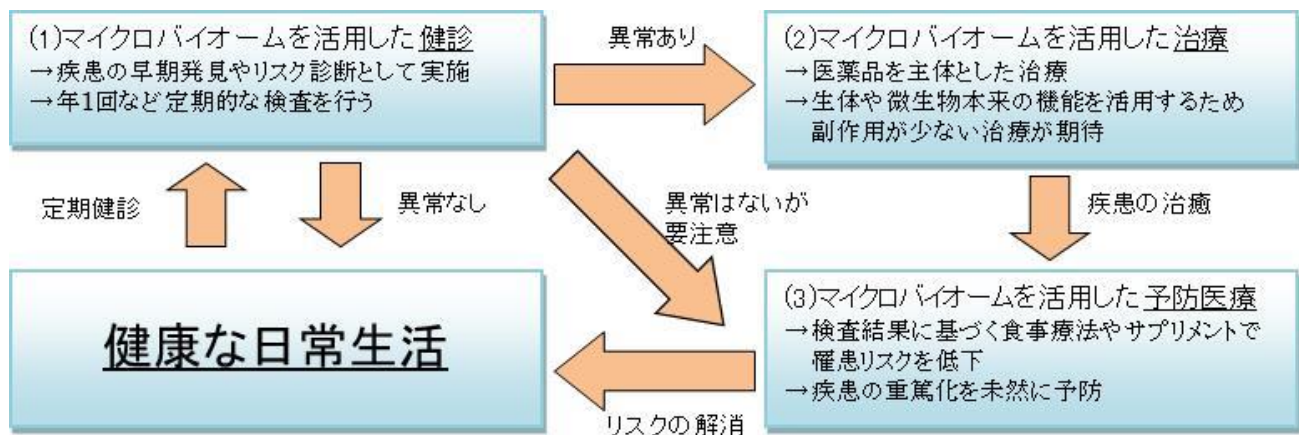 (1)マイクロバイオームを活用した健診
→疾患の早期発見やリスク診断として実施
→年1回など定期的な検査を行う
異常あり
(2)マイクロバイオームを活用した治療
→医薬品を主体とした治療
→生体や微生物本来の機能を活用するため
副作用が少ない治療が期待
定期健診
異常なし
異常はないが
要注意
疾患の治癒
健康な日常生活
(3)マイクロバイオームを活用した予防医療
→検査結果に基づく食事療法やサプリメントで
罹患リスクを低下
→疾患の重篤化を未然に予防
リスクの解消